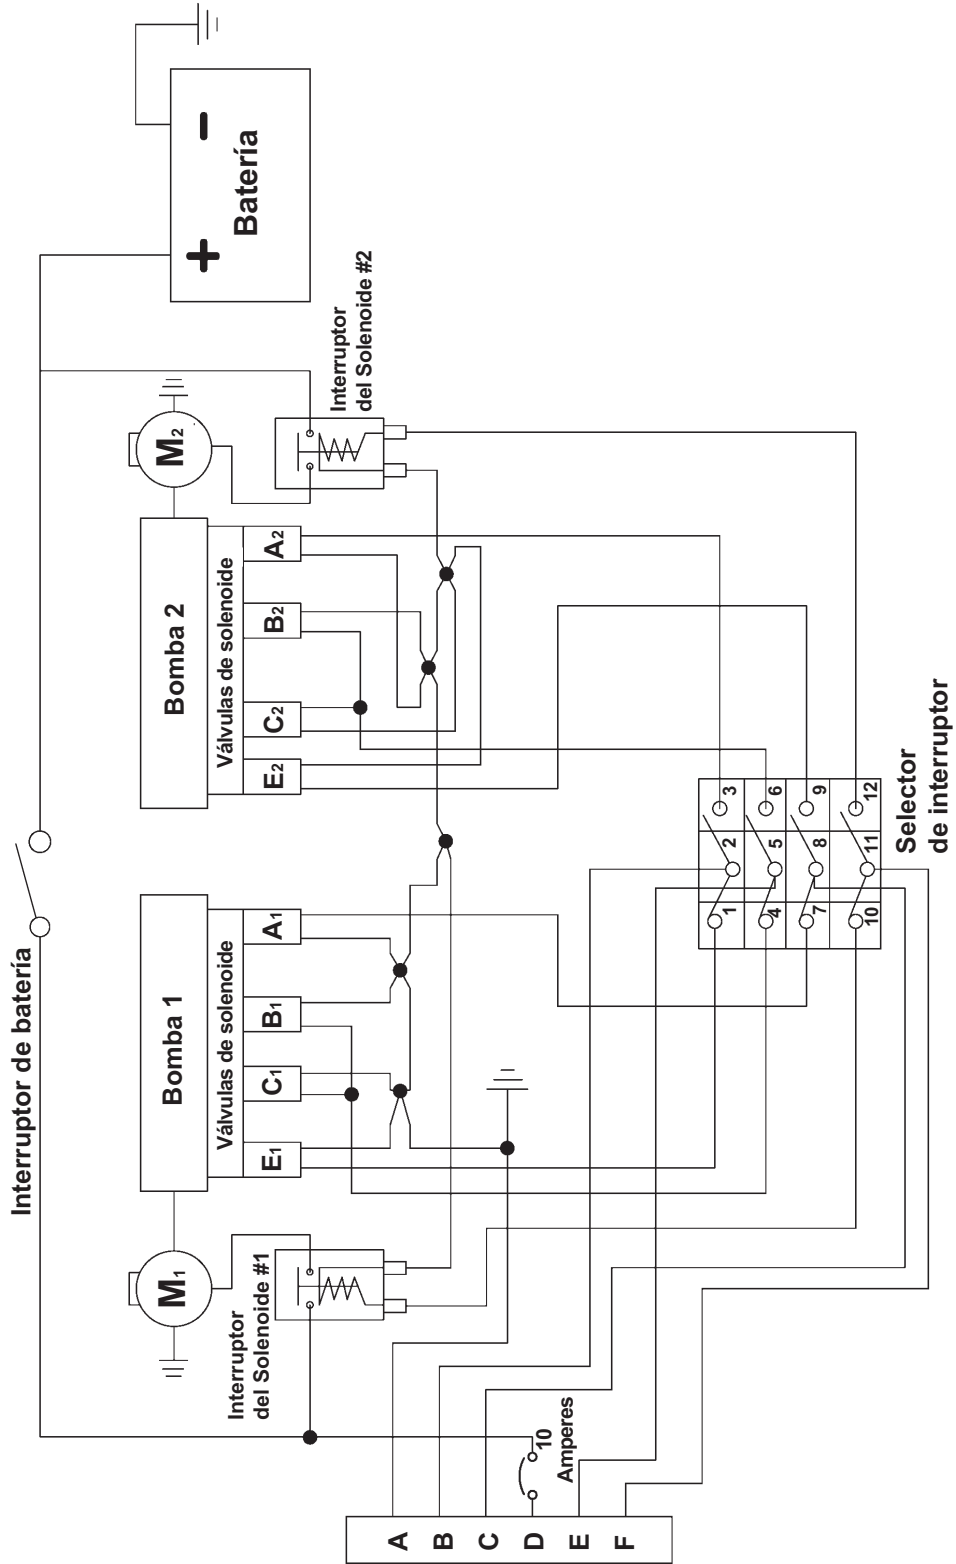 Interruptor de batería
Batería
+
-
M1
Bomba 1
Válvulas de solenoide
E1
C1
B1
A1
Bomba 2
Válvulas de solenoide
E2
C2
B2
A2
M2
Interruptor
del Solenoide #1
Interruptor
del Solenoide #2
10
Amperes
A
B
C
D
E
F
1
2
3
4
5
6
7
8
9
10
11
12
Selector
de interruptor